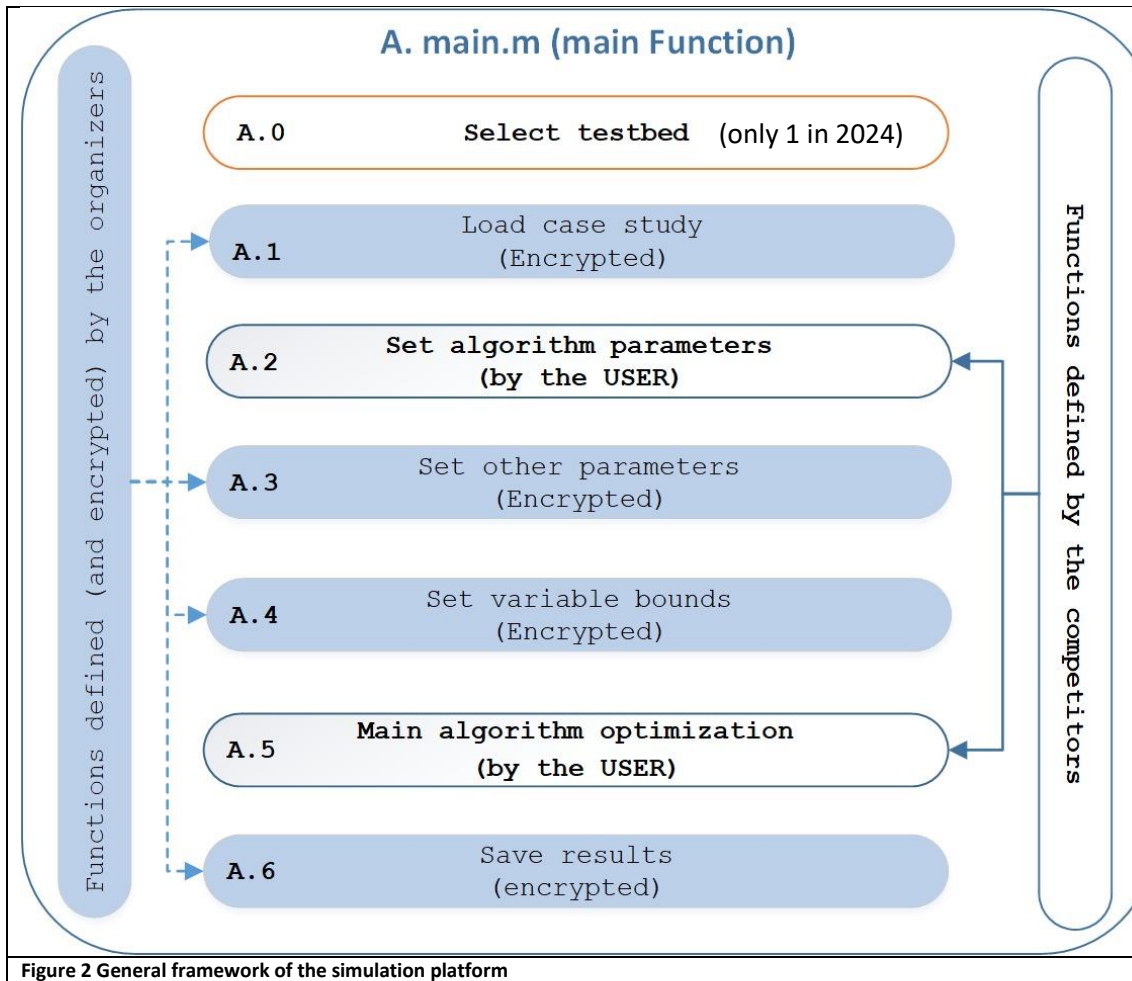 A. main.m (main Function)
Functions defined (and encrypted) by the organizers
A.0 Select testbed (only 1 in 2024)
A.1 Load case study
(Encrypted)
A.2 Set algorithm parameters
(by the USER)
A.3 Set other parameters
(Encrypted)
A.4 Set variable bounds
(Encrypted)
A.5 Main algorithm optimization
(by the USER)
A.6 Save results
(encrypted)
Functions defined by the competitors
Figure 2 General framework of the simulation platform